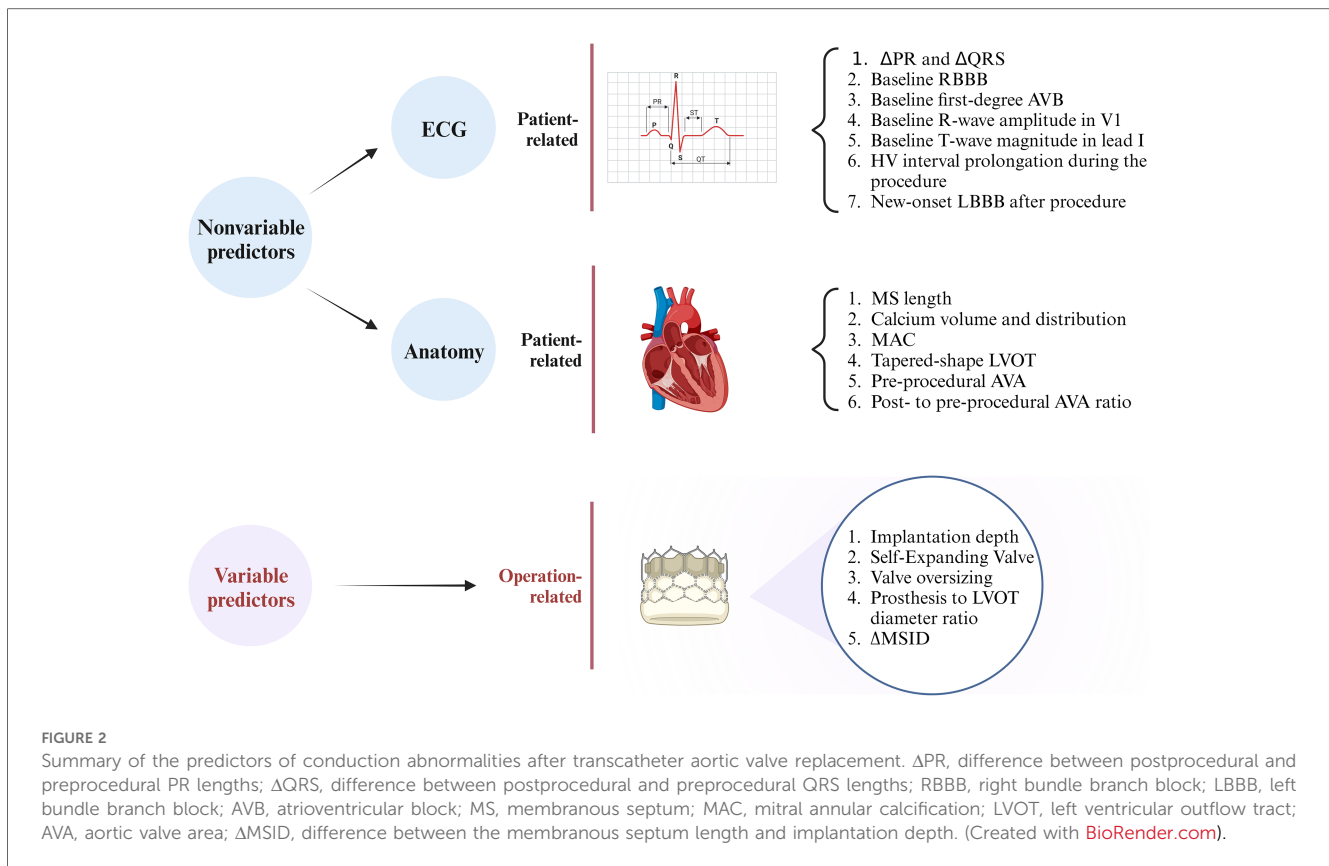 Nonvariable
predictors
ECG
Patient-
related
R
PR
P
ST
T
Q
S
QT
1. ΔPR and ΔQRS
2. Baseline RBBB
3. Baseline first-degree AVB
4. Baseline R-wave amplitude in V1
5. Baseline T-wave magnitude in lead I
6. HV interval prolongation during the
procedure
7. New-onset LBBB after procedure
Anatomy
Patient-
related
1. MS length
2. Calcium volume and distribution
3. MAC
4. Tapered-shape LVOT
5. Pre-procedural AVA
6. Post- to pre-procedural AVA ratio
Variable
predictors
Operation-
related
1. Implantation depth
2. Self-Expanding Valve
3. Valve oversizing
4. Prosthesis to LVOT
diameter ratio
5. ΔMSID
FIGURE 2
Summary of the predictors of conduction abnormalities after transcatheter aortic valve replacement. ΔPR, difference between postprocedural and
preprocedural PR lengths; ΔQRS, difference between postprocedural and preprocedural QRS lengths; RBBB, right bundle branch block; LBBB, left
bundle branch block; AVB, atrioventricular block; MS, membranous septum; MAC, mitral annular calcification; LVOT, left ventricular outflow tract;
AVA, aortic valve area; ΔMSID, difference between the membranous septum length and implantation depth. (Created with BioRender.com).